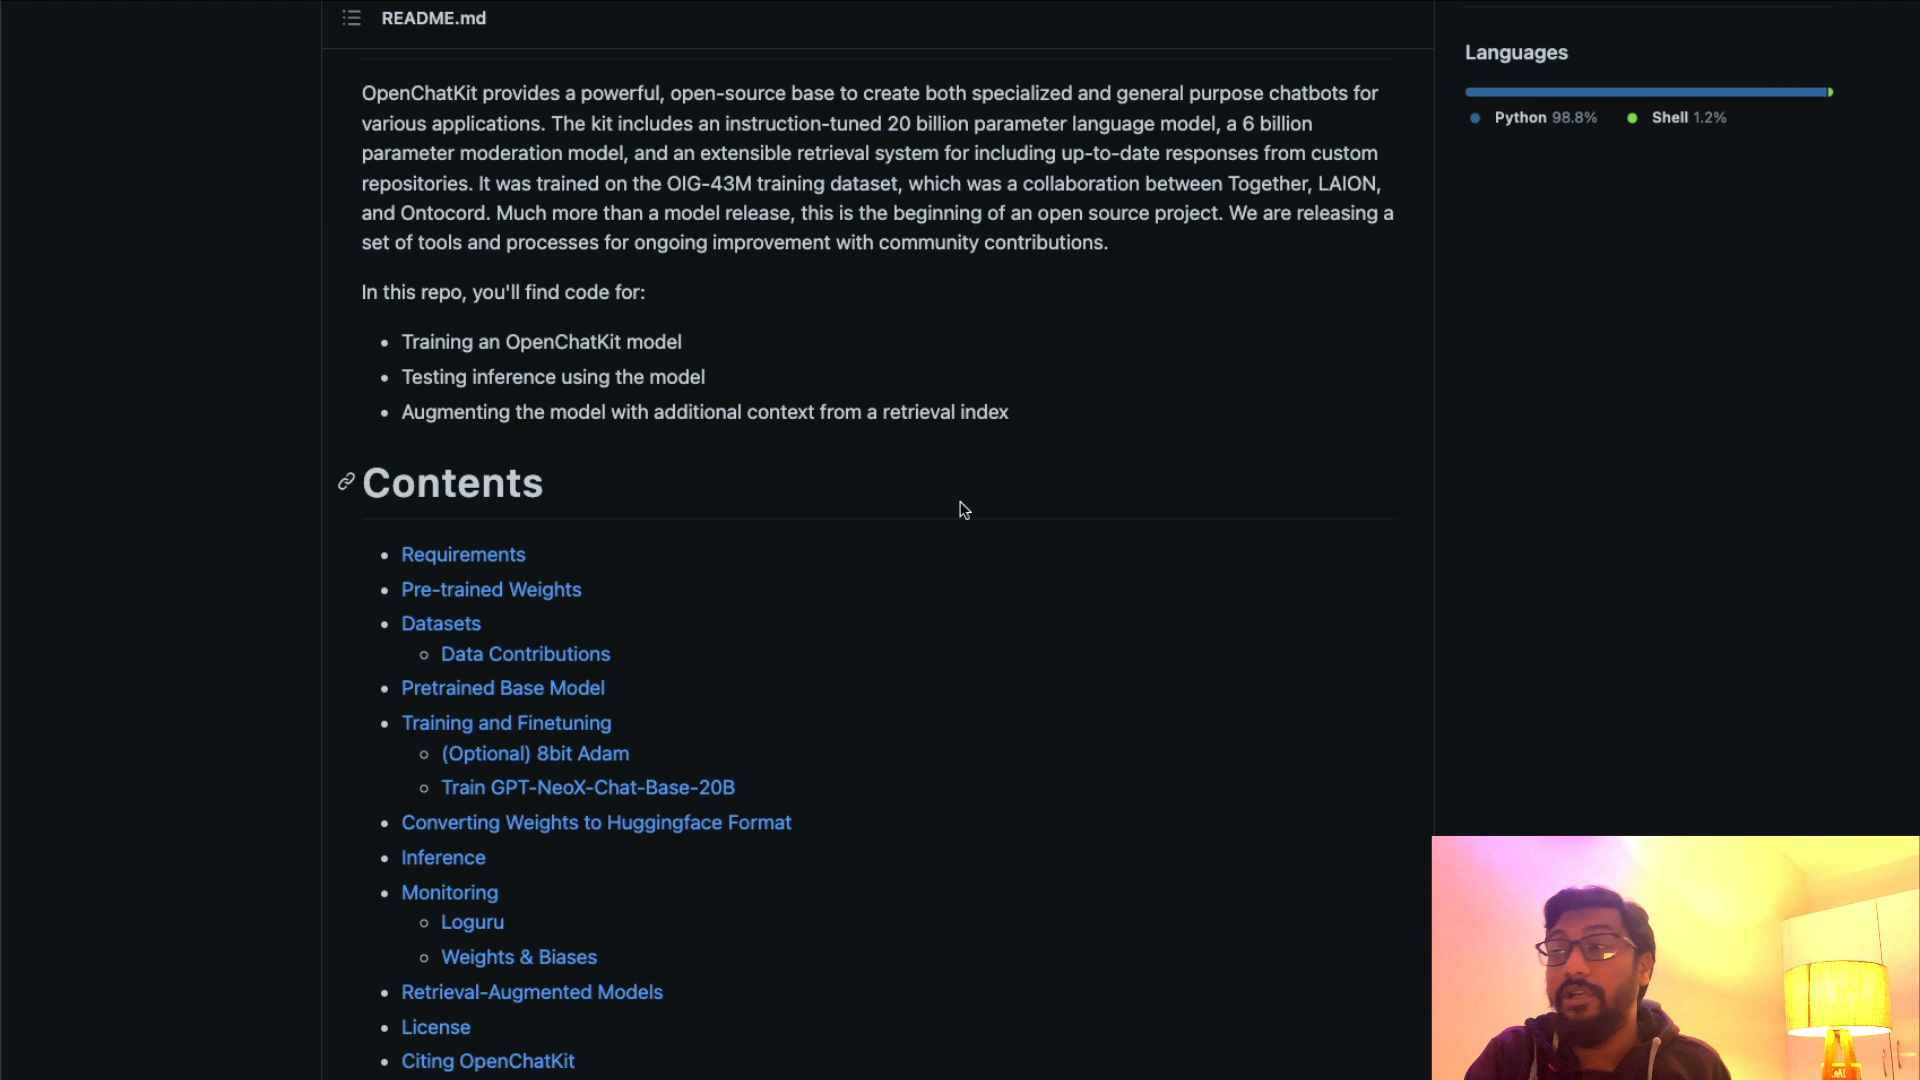 README.md
OpenChatKit provides a powerful, open-source base to create both specialized and general purpose chatbots for
various applications. The kit includes an instruction-tuned 20 billion parameter language model, a 6 billion
parameter moderation model, and an extensible retrieval system for including up-to-date responses from custom
repositories. It was trained on the OIG-43M training dataset, which was a collaboration between Together, LAION,
and Ontocord. Much more than a model release, this is the beginning of an open source project. We are releasing a
set of tools and processes for ongoing improvement with community contributions.
In this repo, you'll find code for:
Training an OpenChatKit model
Testing inference using the model
Augmenting the model with additional context from a retrieval index
Contents
Requirements
Pre-trained Weights
Datasets
Data Contributions
Pretrained Base Model
Training and Finetuning
(Optional) 8bit Adam
Train GPT-NeoX-Chat-Base-20B
Converting Weights to Huggingface Format
Inference
Monitoring
Loguru
Weights & Biases
Retrieval-Augmented Models
License
Citing OpenChatKit
Languages
Python 98.8% Shell 1.2%